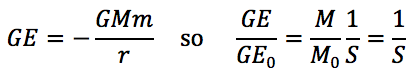 GE = − GMm/r so GE/GE₀ = M/M₀ 1/S = 1/S